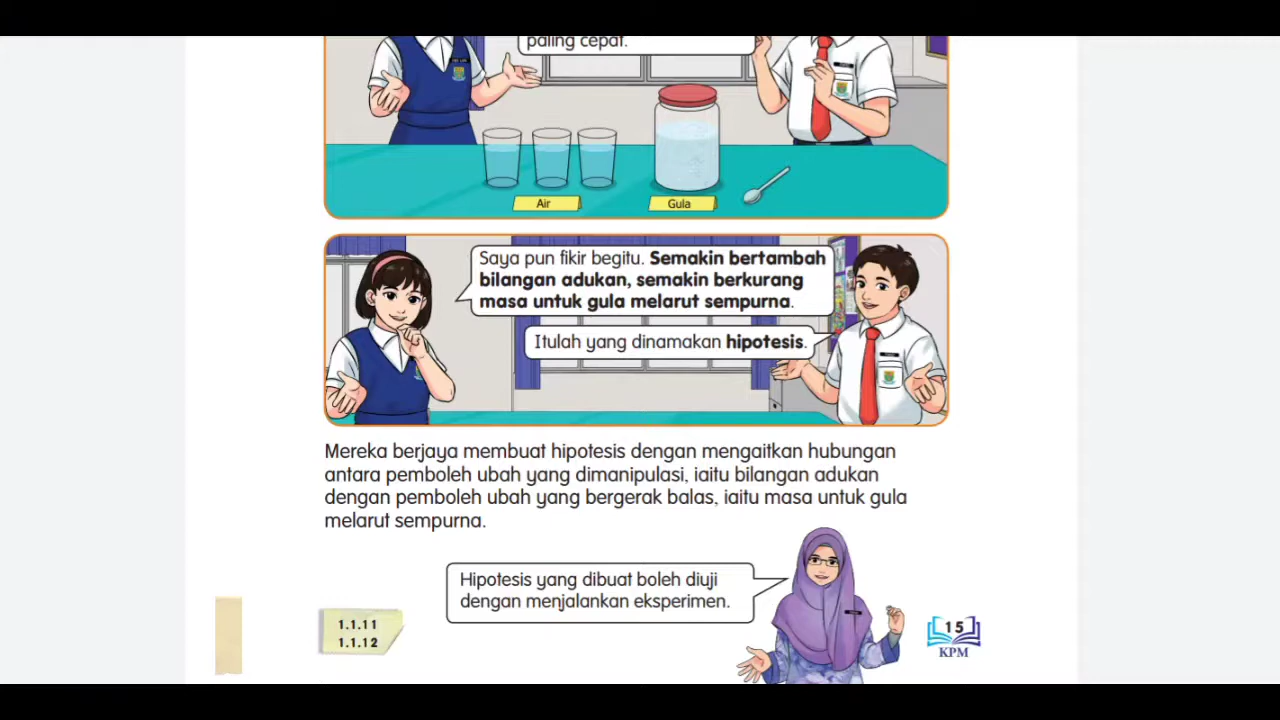 paling cepat.
Air
Gula
Saya pun fikir begitu. Semakin bertambah
bilangan adukan, semakin berkurang
masa untuk gula melarut sempurna.
Itulah yang dinamakan hipotesis.
Mereka berjaya membuat hipotesis dengan mengaitkan hubungan
antara pemboleh ubah yang dimanipulasi, iaitu bilangan adukan
dengan pemboleh ubah yang bergerak balas, iaitu masa untuk gula
melarut sempurna.
Hipotesis yang dibuat boleh diuji
dengan menjalankan eksperimen.
1.1.11
1.1.12
15
KPM